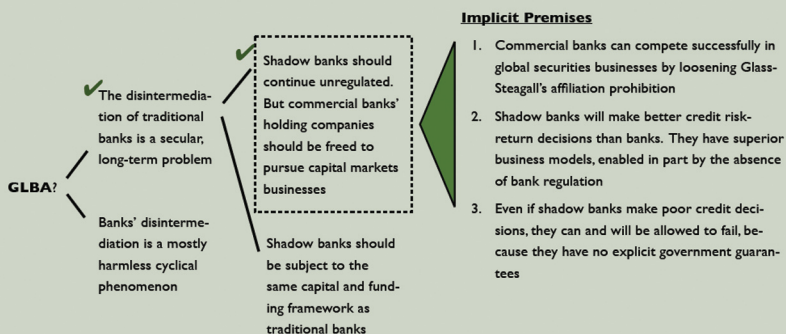 GLBA?
✔
The disintermedia-
tion of traditional
banks is a secular,
long-term problem
Banks' disinterme-
diation is a mostly
harmless cyclical
phenomenon
✔
Shadow banks should
continue unregulated.
But commercial banks'
holding companies
should be freed to
pursue capital markets
businesses
Shadow banks should
be subject to the
same capital and fund-
ing framework as
traditional banks
Implicit Premises
1. Commercial banks can compete successfully in
global securities businesses by loosening Glass-
Steagall's affiliation prohibition
2. Shadow banks will make better credit risk-
return decisions than banks. They have superior
business models, enabled in part by the absence
of bank regulation
3. Even if shadow banks make poor credit deci-
sions, they can and will be allowed to fail, be-
cause they have no explicit government guaran-
tees